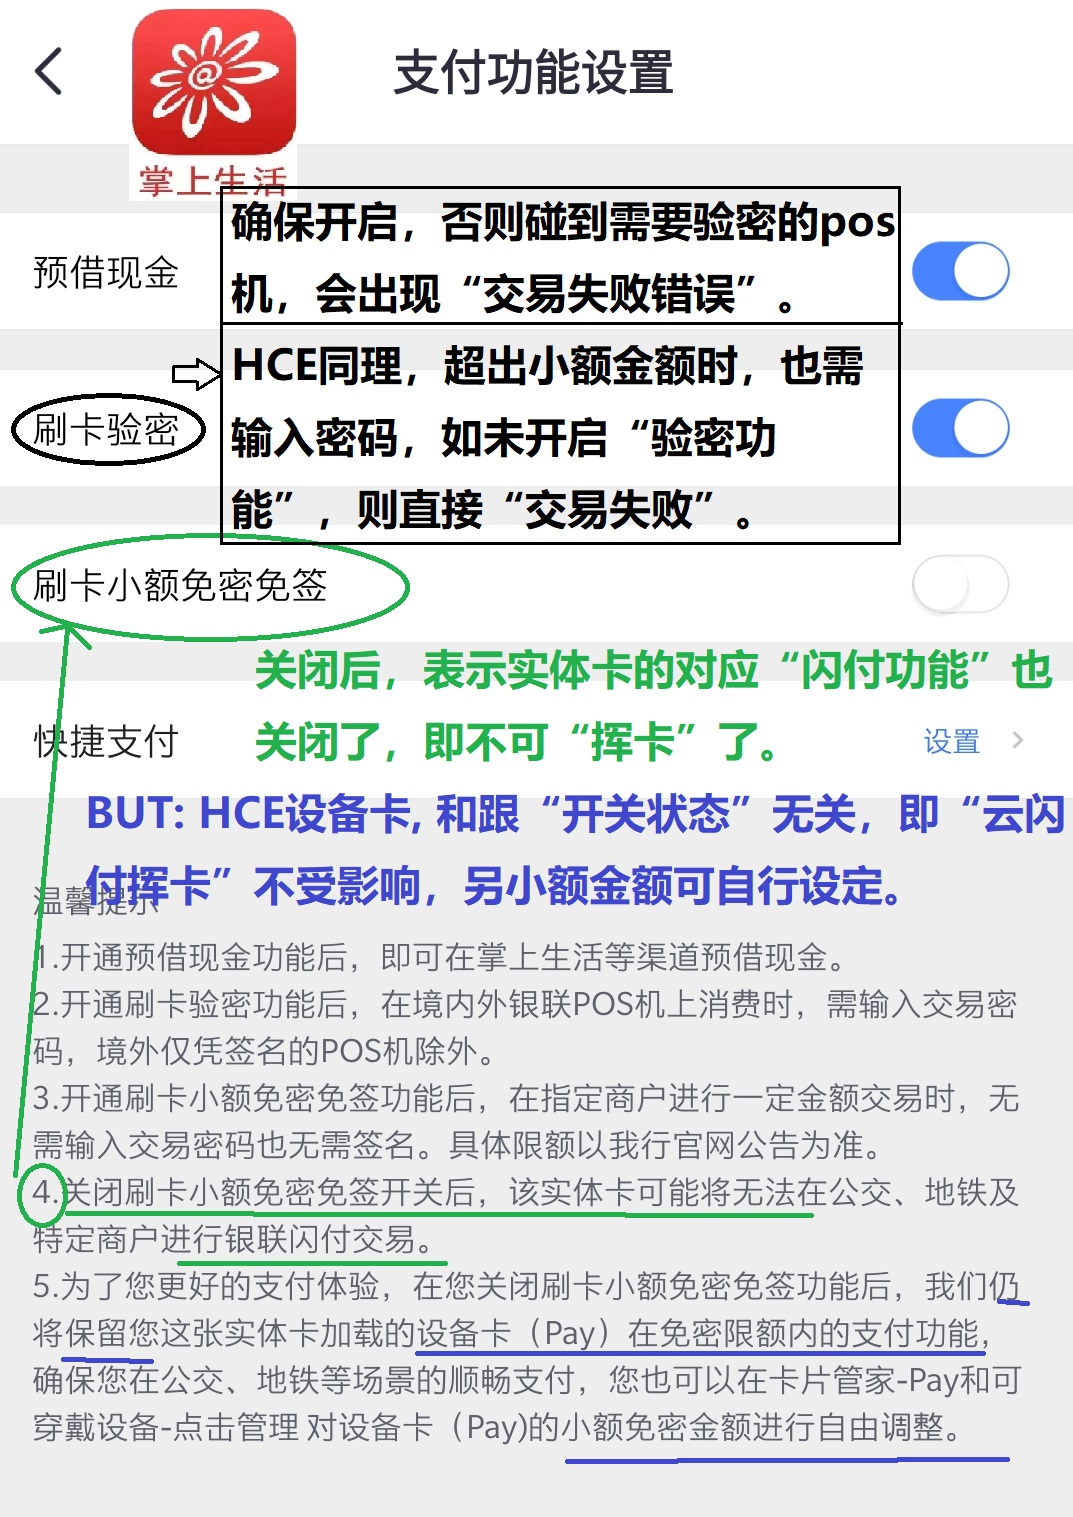 支付功能设置
掌上生活
确保开启，否则碰到需要验密的pos
机，会出现“交易失败错误”。
预借现金
HCE同理，超出小额金额时，也需
输入密码，如未开启“验密功
能”，则直接“交易失败”。
刷卡验密
刷卡小额免密免签
关闭后，表示实体卡的对应“闪付功能”也
关闭了，即不可“挥卡”了。
快捷支付
设置
BUT: HCE设备卡, 和跟“开关状态”无关，即“云闪
付挥卡”不受影响，另小额金额可自行设定。
温馨提示
1.开通预借现金功能后，即可在掌上生活等渠道预借现金。
2.开通刷卡验密功能后，在境内外银联POS机上消费时，需输入交易密
码，境外仅凭签名的POS机除外。
3.开通刷卡小额免密免签功能后，在指定商户进行一定金额交易时，无
需输入交易密码也无需签名。具体限额以我行官网公告为准。
4.关闭刷卡小额免密免签开关后，该实体卡可能将无法在公交、地铁及
特定商户进行银联闪付交易。
5.为了您更好的支付体验，在您关闭刷卡小额免密免签功能后，我们仍
将保留您这张实体卡加载的设备卡（Pay）在免密限额内的支付功能，
确保您在公交、地铁等场景的顺畅支付，您也可以在卡片管家-Pay和可
穿戴设备-点击管理 对设备卡（Pay)的小额免密金额进行自由调整。